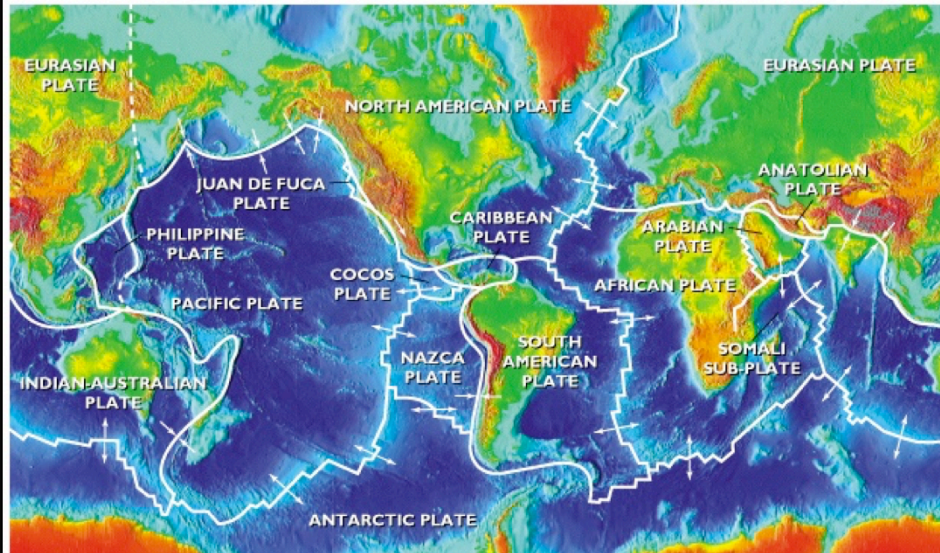 EURASIAN
PLATE
EURASIAN PLATE
NORTH AMERICAN PLATE
ANATOLIAN
PLATE
JUAN DE FUCA
PLATE
CARIBBEAN
PLATE
ARABIAN
PLATE
PHILIPPINE
PLATE
COCOS
PLATE
AFRICAN PLATE
PACIFIC PLATE
NAZCA
PLATE
SOUTH
AMERICAN
PLATE
SOMALI
SUB-PLATE
INDIAN-AUSTRALIAN
PLATE
ANTARCTIC PLATE